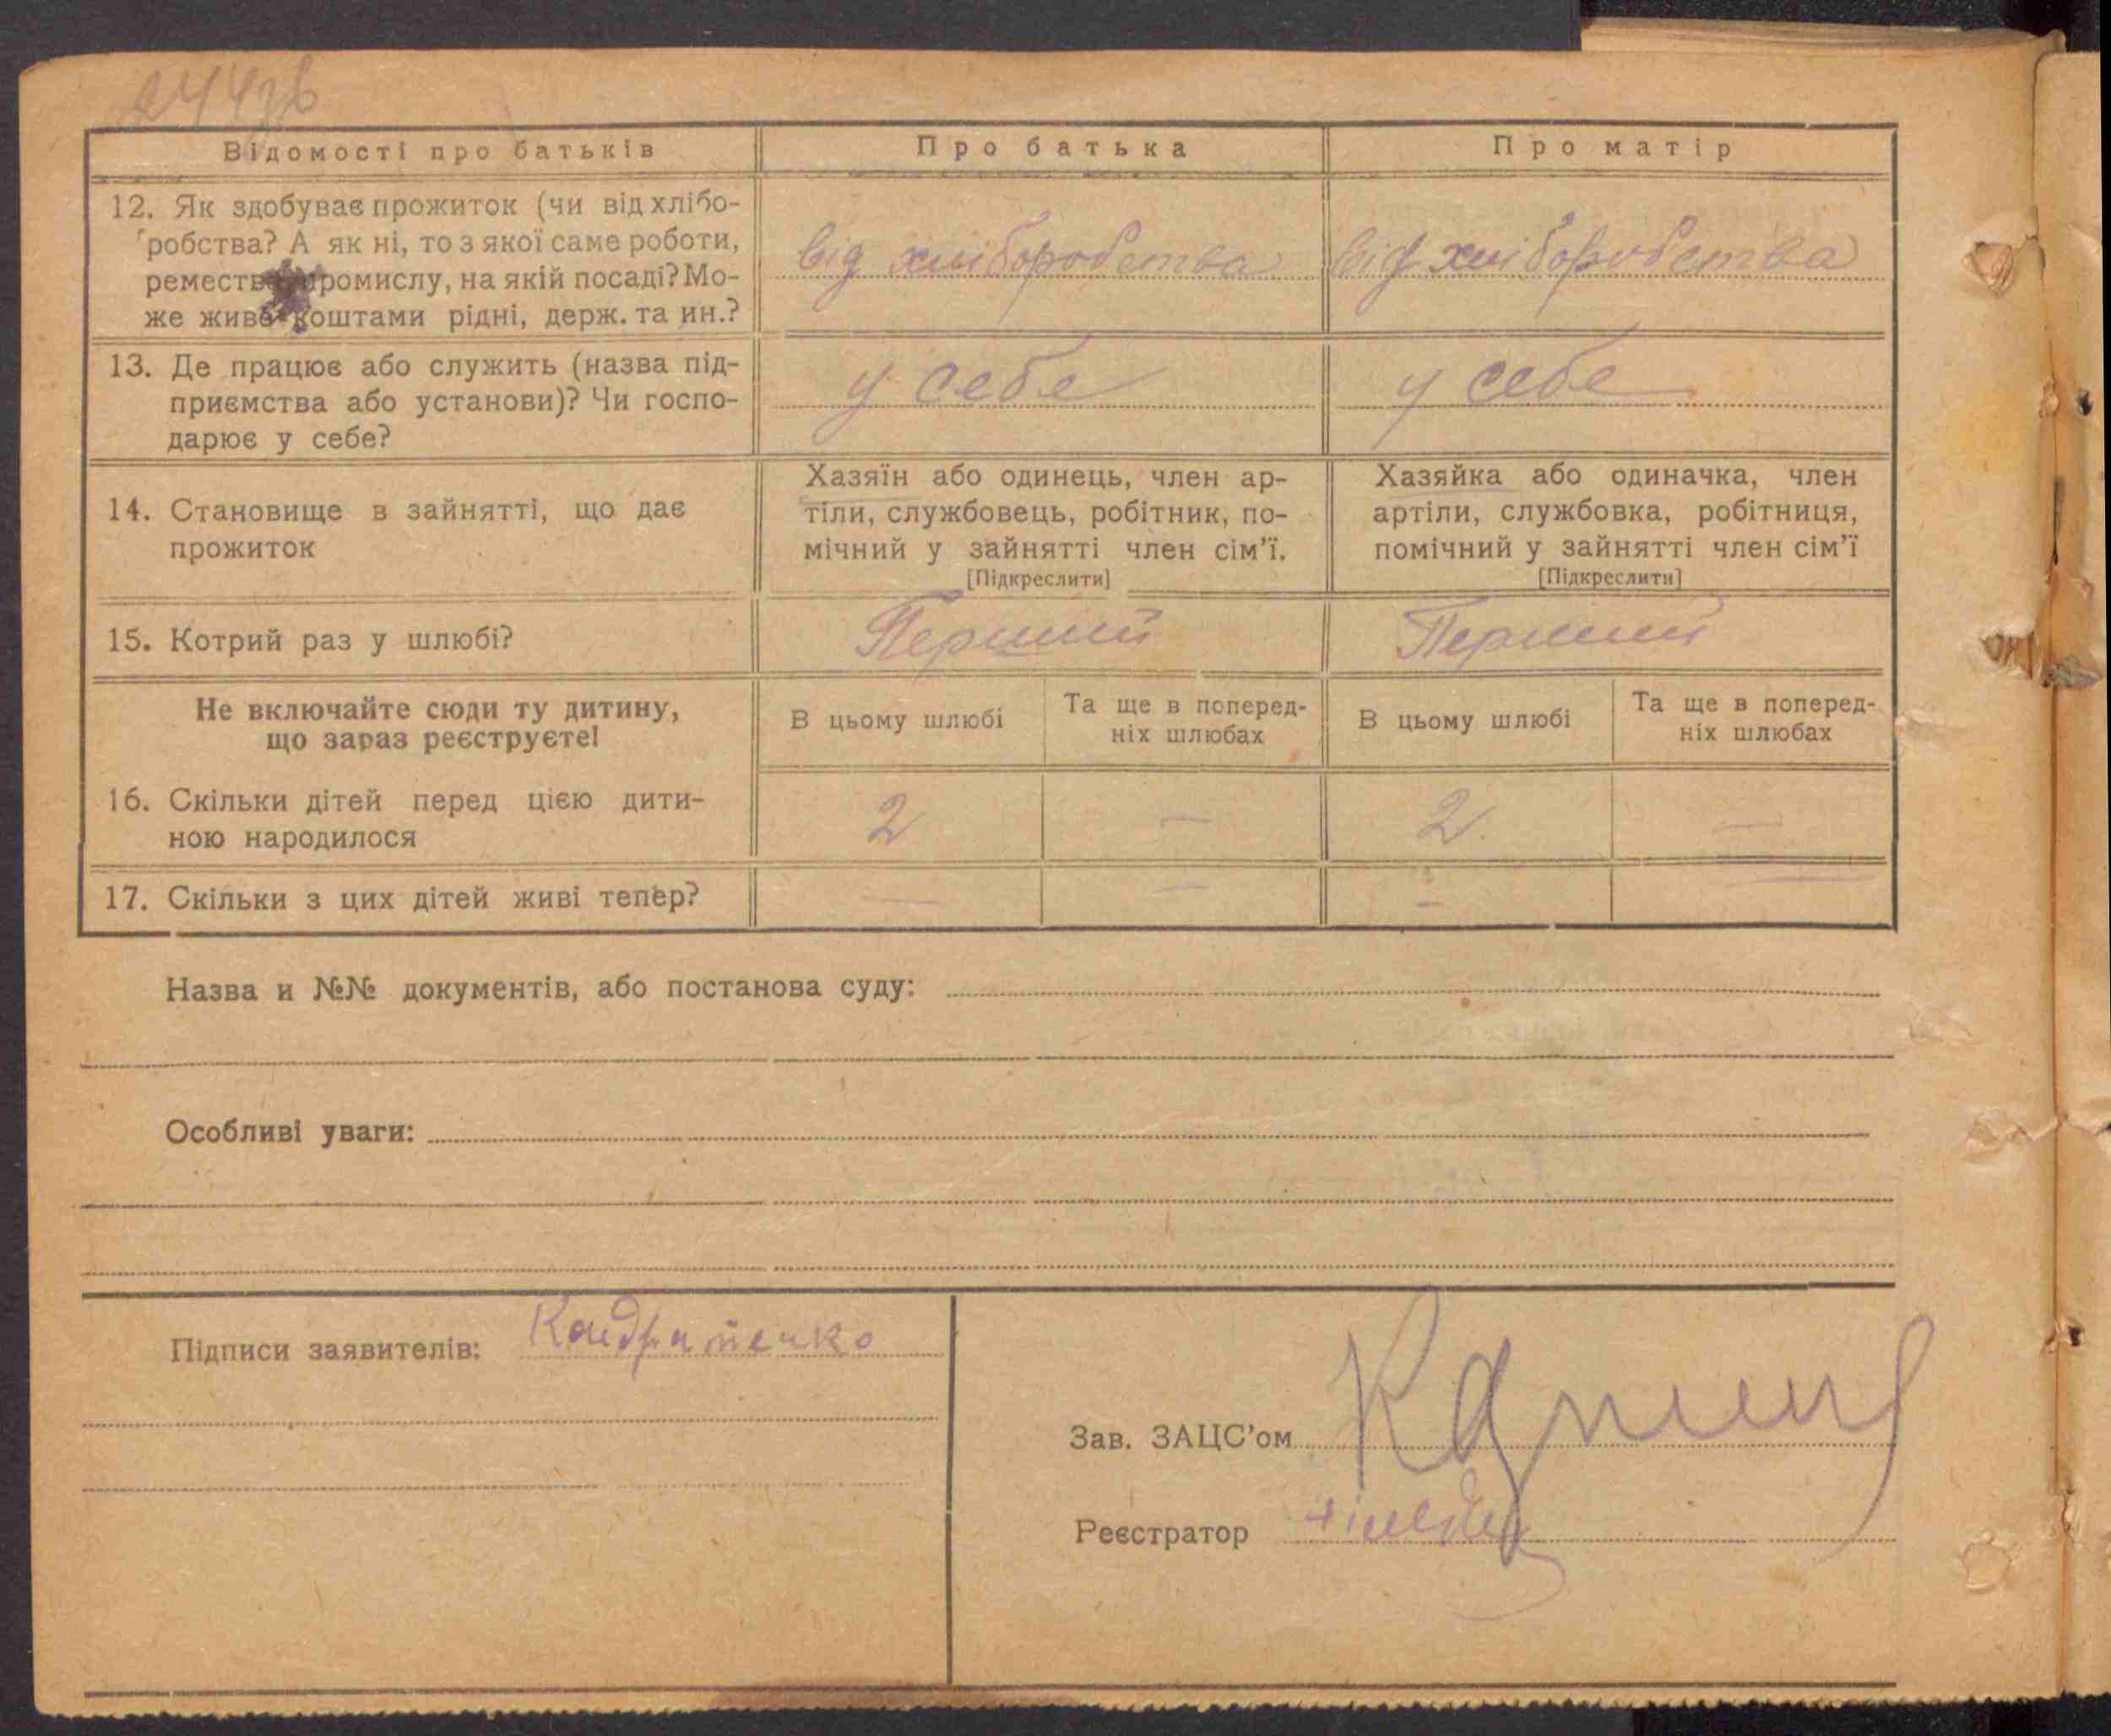 244зв
Відомості про батьків
Про батька
Про матір
12. Як здобуває прожиток (чи від хлібо-
робства? А як ні, то з якої саме роботи,
ремества промислу, на якій посаді? Мо-
же живе коштами рідні, держ. та ин.?
від хліборобства
від хліборобства
13. Де працює або служить (назва під-
приємства або установи)? Чи госпо-
дарює у себе?
у себе
у себе
14. Становище в зайнятті, що дає
прожиток
Хазяїн або одинець, член ар-
тіли, службовець, робітник, по-
мічний у зайнятті член сім'ї.
[Підкреслити]
Хазяйка або одиначка, член
артіли, службовка, робітниця,
помічний у зайнятті член сім'ї
[Підкреслити]
15. Котрий раз у шлюбі?
Перший
Перший
Не включайте сюди ту дитину,
що зараз реєструєте!
В цьому шлюбі
Та ще в поперед-
ніх шлюбах
В цьому шлюбі
Та ще в поперед-
ніх шлюбах
16. Скільки дітей перед цією дити-
ною народилося
2
—
2.
—
17. Скільки з цих дітей живі тепер?
—
—
–
—
Назва и №№ документів, або постанова суду:
Особливі уваги:
Підписи заявителів: Кондратенко
Зав. ЗАЦС'ом
Реєстратор